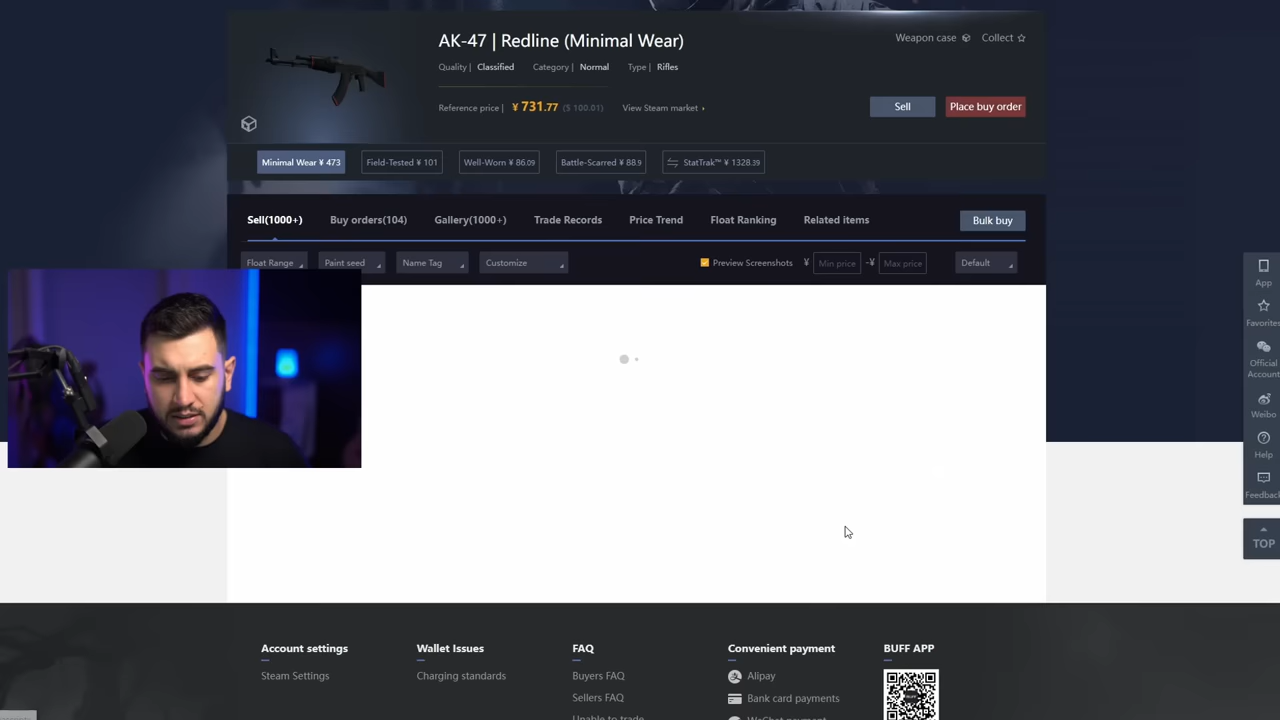 AK-47 | Redline (Minimal Wear)
Weapon case
Collect
Quality | Classified Category | Normal Type | Rifles
Reference price | ¥ 731.77 ($ 100.01) View Steam market
Sell
Place buy order
Minimal Wear ¥ 473
Field-Tested ¥ 101
Well-Worn ¥ 86.09
Battle-Scarred ¥ 88.9
StatTrak™ ¥ 1328.39
Sell(1000+)
Buy orders(104)
Gallery(1000+)
Trade Records
Price Trend
Float Ranking
Related items
Bulk buy
Float Range
Paint seed
Name Tag
Customize
Preview Screenshots
¥ Min price -¥ Max price
Default
App
Favorites
Official
Account
Weibo
Help
Feedback
TOP
Account settings
Wallet Issues
FAQ
Convenient payment
BUFF APP
Steam Settings
Charging standards
Buyers FAQ
Alipay
Sellers FAQ
Bank card payments
Unable to trade
WeChat payment